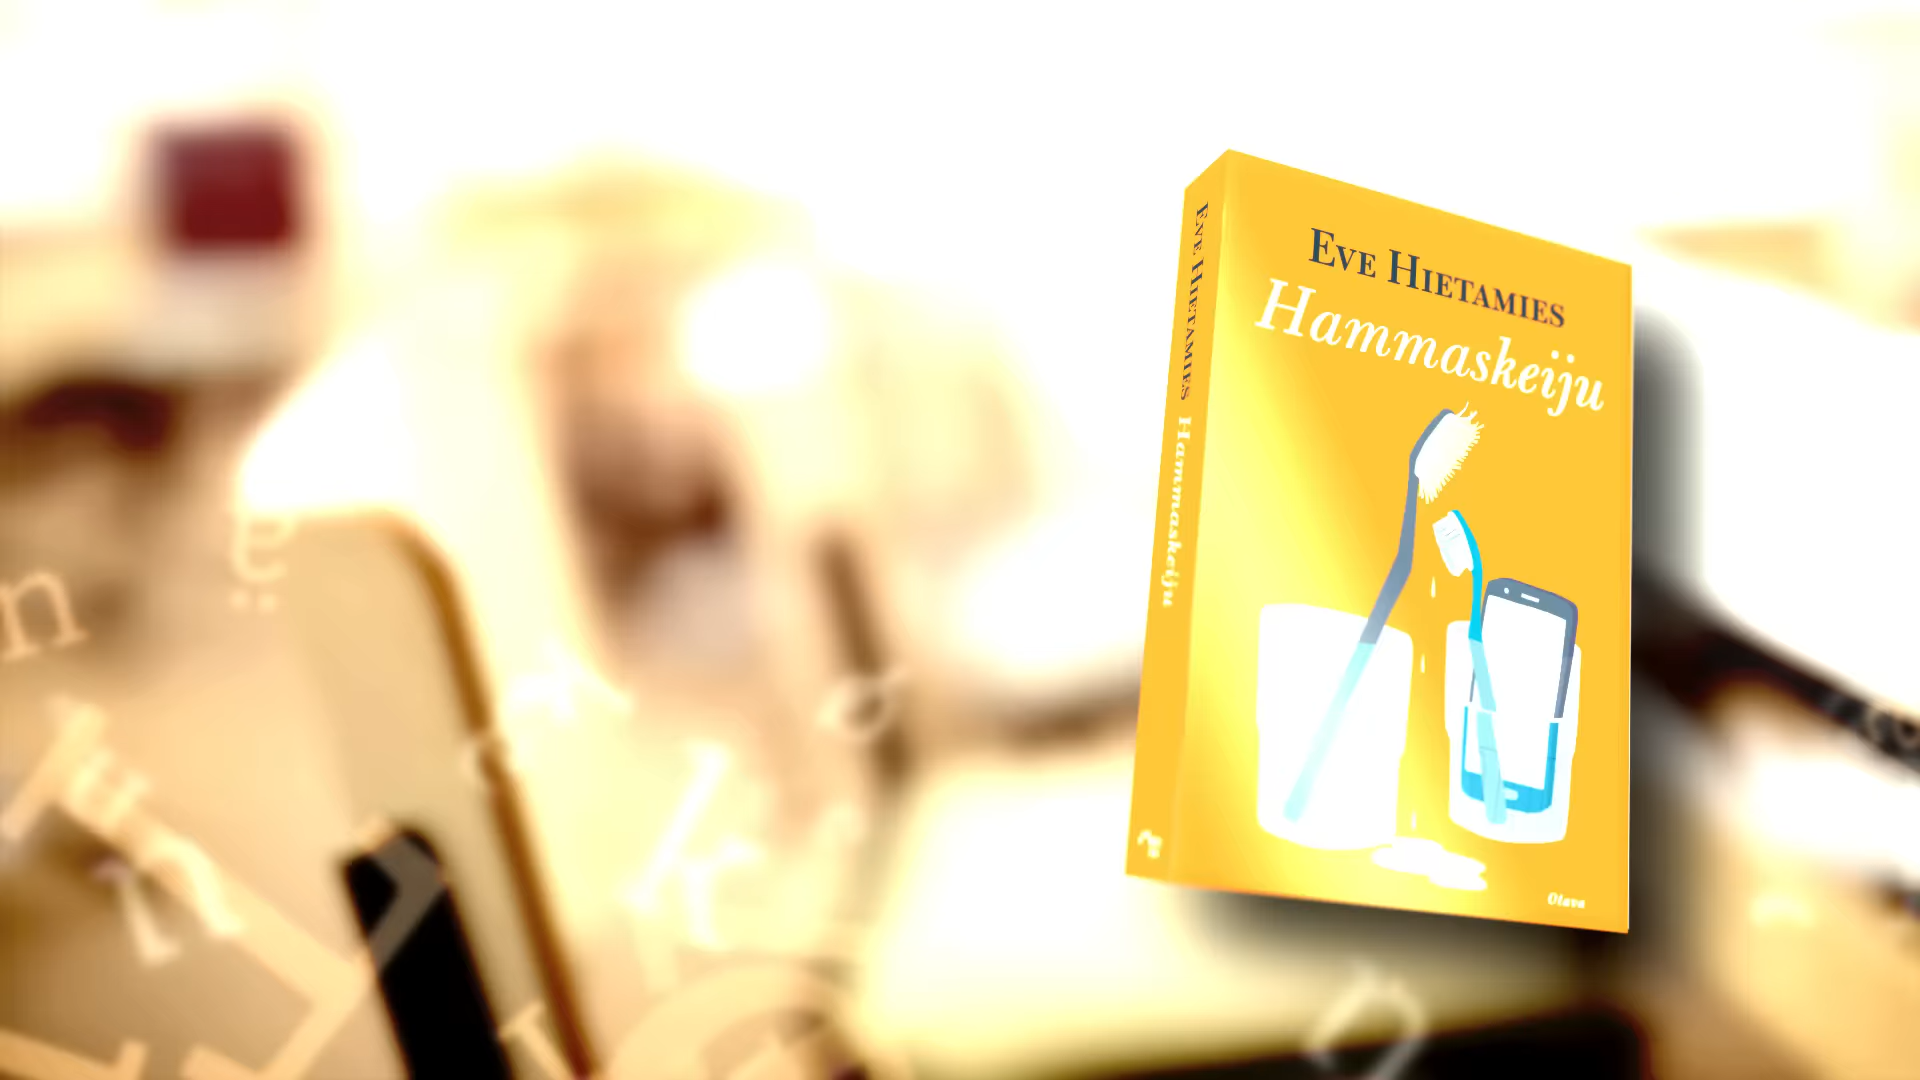 Eve Hietamies
Hammaskeiju
Otava
Eve Hietamies Hammaskeiju
n
e
k